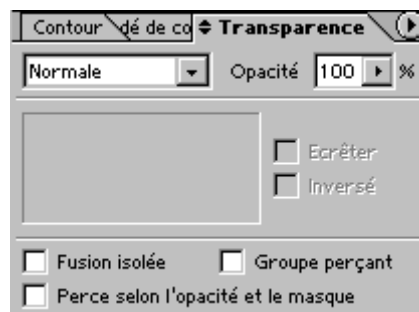 Contour dé de co Transparence
Normale Opacité 100 %
Ecrêter
Inversé
Fusion isolée Groupe perçant
Perce selon l'opacité et le masque